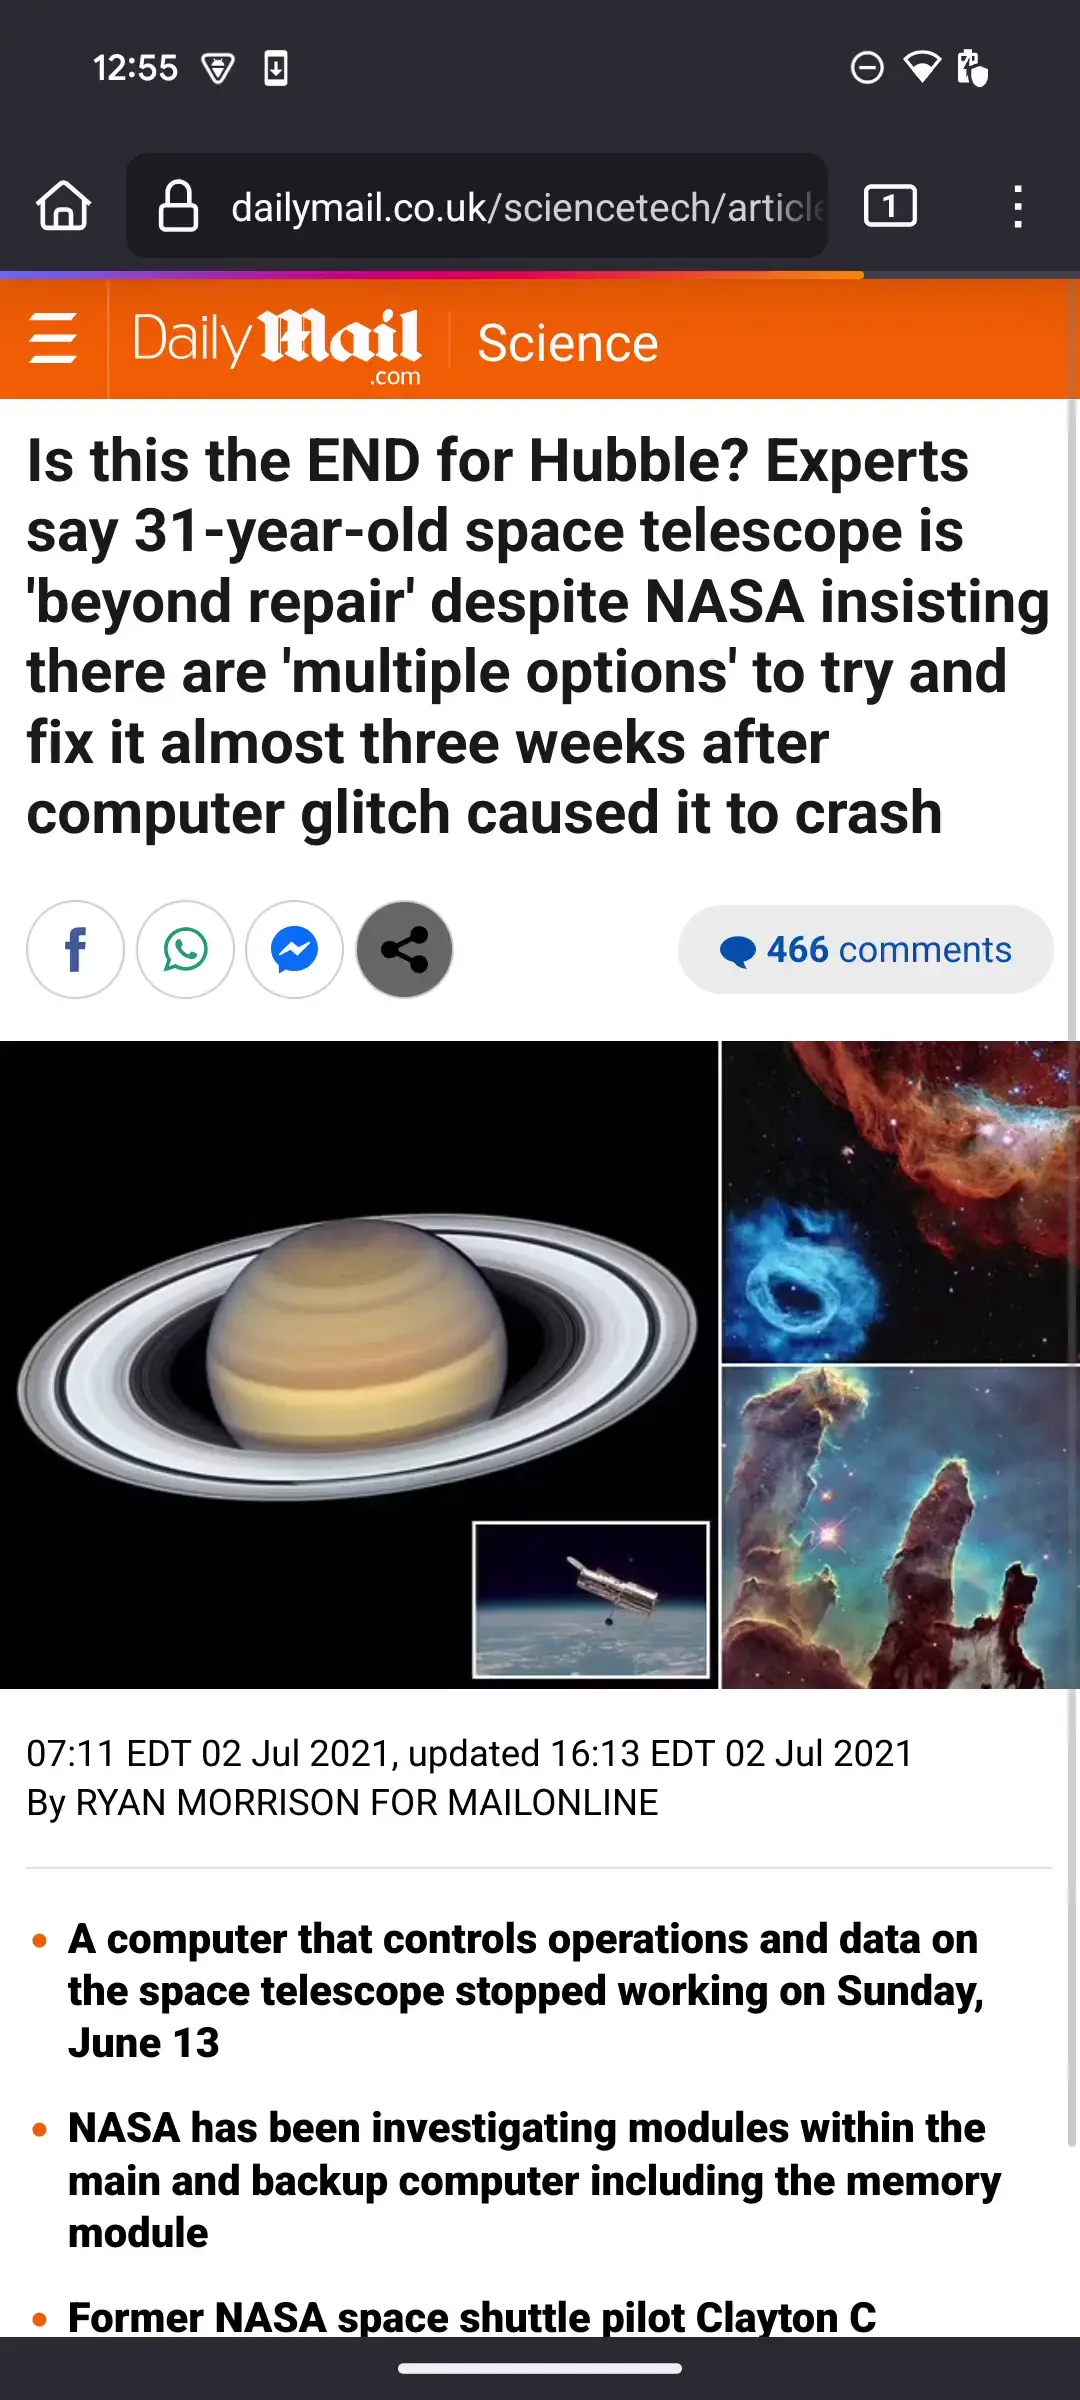 12:55
dailymail.co.uk/sciencetech/article
1
Daily Mail
.com
Science
Is this the END for Hubble? Experts
say 31-year-old space telescope is
'beyond repair' despite NASA insisting
there are 'multiple options' to try and
fix it almost three weeks after
computer glitch caused it to crash
466 comments
07:11 EDT 02 Jul 2021, updated 16:13 EDT 02 Jul 2021
By RYAN MORRISON FOR MAILONLINE
• A computer that controls operations and data on
the space telescope stopped working on Sunday,
June 13
• NASA has been investigating modules within the
main and backup computer including the memory
module
• Former NASA space shuttle pilot Clayton C